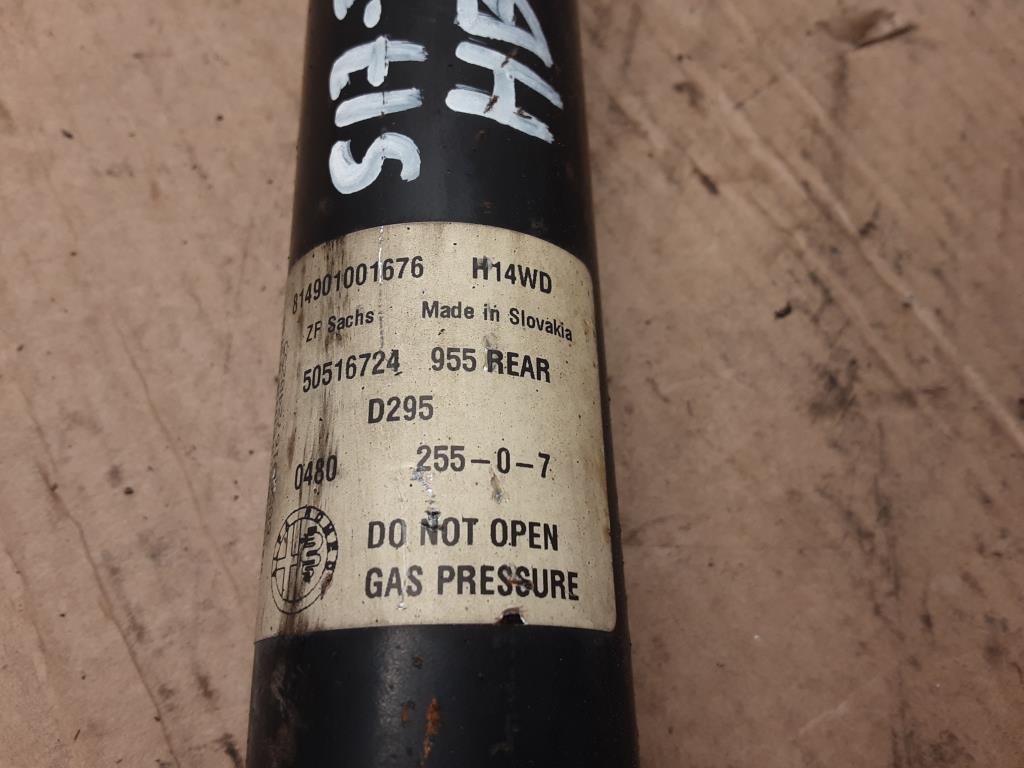 S17-
814901001676 H14WD
ZF Sachs Made in Slovakia
50516724 955 REAR
D295
0480 255-0-7
DO NOT OPEN
GAS PRESSURE